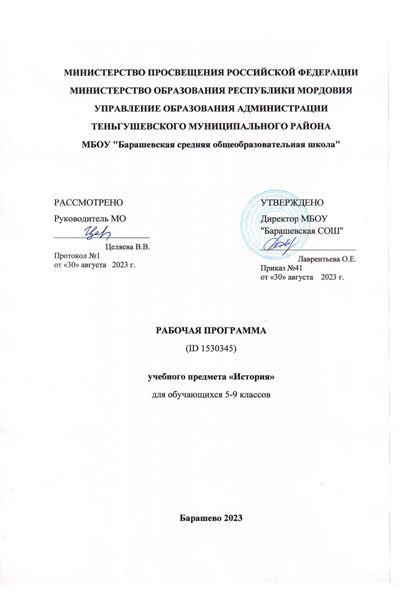 МИНИСТЕРСТВО ПРОСВЕЩЕНИЯ РОССИЙСКОЙ ФЕДЕРАЦИИ
МИНИСТЕРСТВО ОБРАЗОВАНИЯ РЕСПУБЛИКИ МОРДОВИЯ
УПРАВЛЕНИЕ ОБРАЗОВАНИЯ АДМИНИСТРАЦИИ
ТЕНЬГУШЕВСКОГО МУНИЦИПАЛЬНОГО РАЙОНА
МБОУ "Барашевская средняя общеобразовательная школа"
РАССМОТРЕНО
Руководитель МО
Целяева В.В.
Протокол №1
от «30» августа 2023 г.
УТВЕРЖДЕНО
Директор МБОУ
"Барашевская СОШ"
Лаврентьева О.Е.
Приказ №41
от «30» августа 2023 г.
РАБОЧАЯ ПРОГРАММА
(ID 1530345)
учебного предмета «История»
для обучающихся 5-9 классов
Барашево 2023